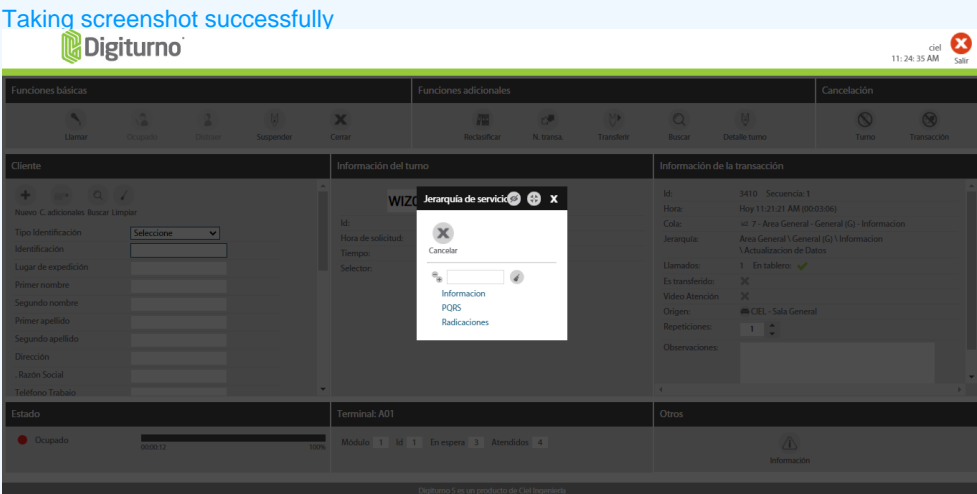 Taking screenshot successfully
Digiturno
ciel
11: 24: 35 AM
Salir
Funciones básicas
Funciones adicionales
Cancelación
Llamar
Ocupado
Distraer
Suspender
Cerrar
Reclasificar
N. transa.
Transferir
Buscar
Detalle turno
Turno
Transacción
Cliente
Nuevo C. adicionales Buscar Limpiar
Tipo Identificación
Seleccione
Identificación
Lugar de expedición
Primer nombre
Segundo nombre
Primer apellido
Segundo apellido
Dirección
. Razón Social
Teléfono Trabajo
Información del turno
Id:
Hora de solicitud:
Tiempo:
Selector:
Jerarquía de servicio
X
Cancelar
Informacion
PQRS
Radicaciones
Información de la transacción
Id: 3410 Secuencia: 1
Hora: Hoy 11:21:21 AM (00:03:06)
Cola: 7 - Area General - General (G) - Informacion
Jerarquía: Area General \ General (G) \ Informacion
\ Actualizacion de Datos
Llamados: 1 En tablero:
Es transferido:
Video Atención
Origen: CIEL - Sala General
Repeticiones: 1
Observaciones:
Estado
Ocupado
00:00:12
100%
Terminal: A01
Módulo 1 Id 1 En espera 3 Atendidos 4
Otros
Información
Digiturno 5 es un producto de Ciel Ingeniería